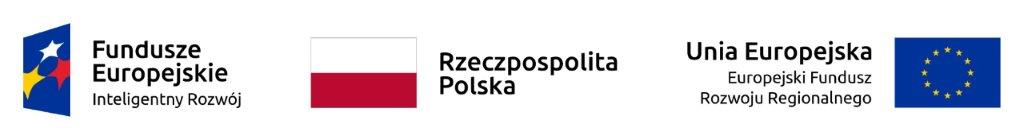 Fundusze
Europejskie
Inteligentny Rozwój
Rzeczpospolita
Polska
Unia Europejska
Europejski Fundusz
Rozwoju Regionalnego